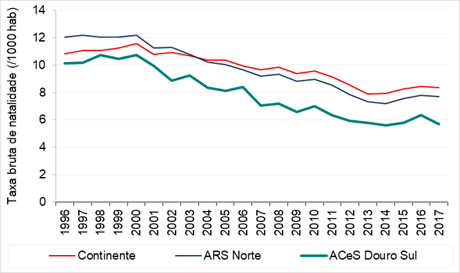 Taxa bruta de natalidade (/1000 hab)
14
12
10
8
6
4
2
0
1996 1997 1998 1999 2000 2001 2002 2003 2004 2005 2006 2007 2008 2009 2010 2011 2012 2013 2014 2015 2016 2017
Continente ARS Norte ACeS Douro Sul